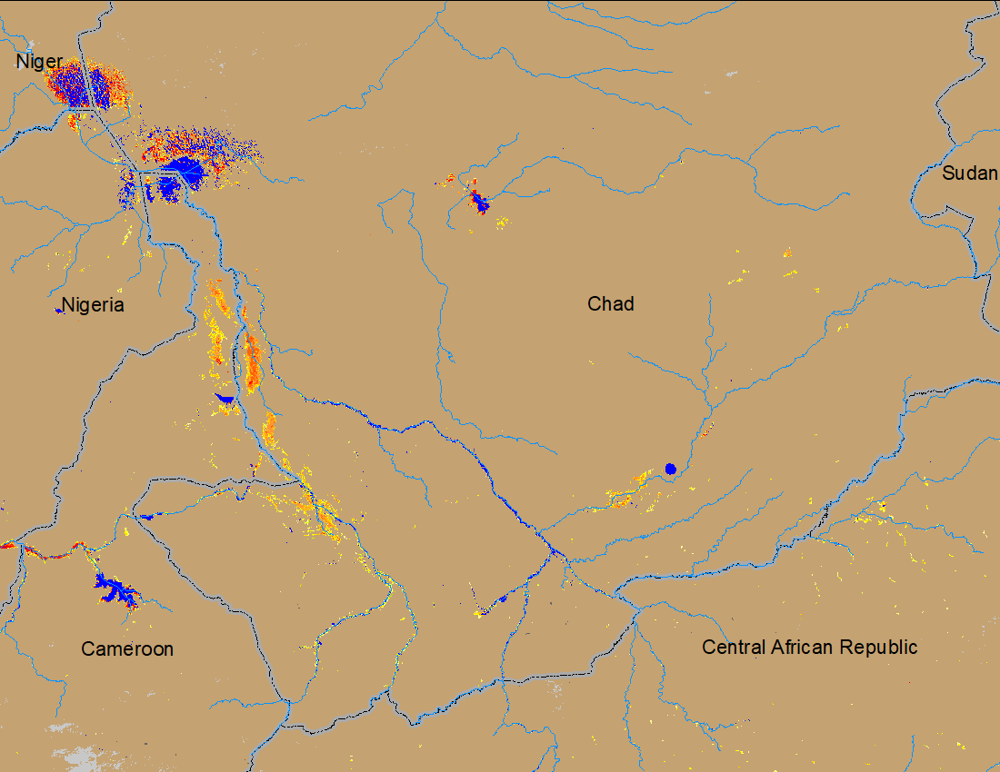 Niger
Sudan
Nigeria
Chad
Cameroon
Central African Republic